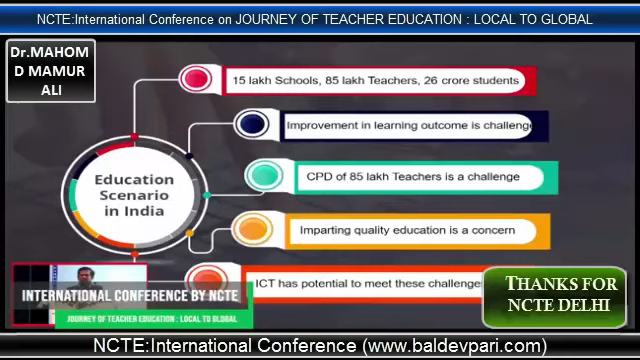 NCTE:International Conference on JOURNEY OF TEACHER EDUCATION : LOCAL TO GLOBAL
Dr.MAHOM
D MAMUR
ALI
15 lakh Schools, 85 lakh Teachers, 26 crore students
Improvement in learning outcome is challenge
Education
Scenario
in India
CPD of 85 lakh Teachers is a challenge
Imparting quality education is a concern
ICT has potential to meet these challenges
INTERNATIONAL CONFERENCE BY NCTE
JOURNEY OF TEACHER EDUCATION : LOCAL TO GLOBAL
THANKS FOR
NCTE DELHI
NCTE:International Conference (www.baldevpari.com)